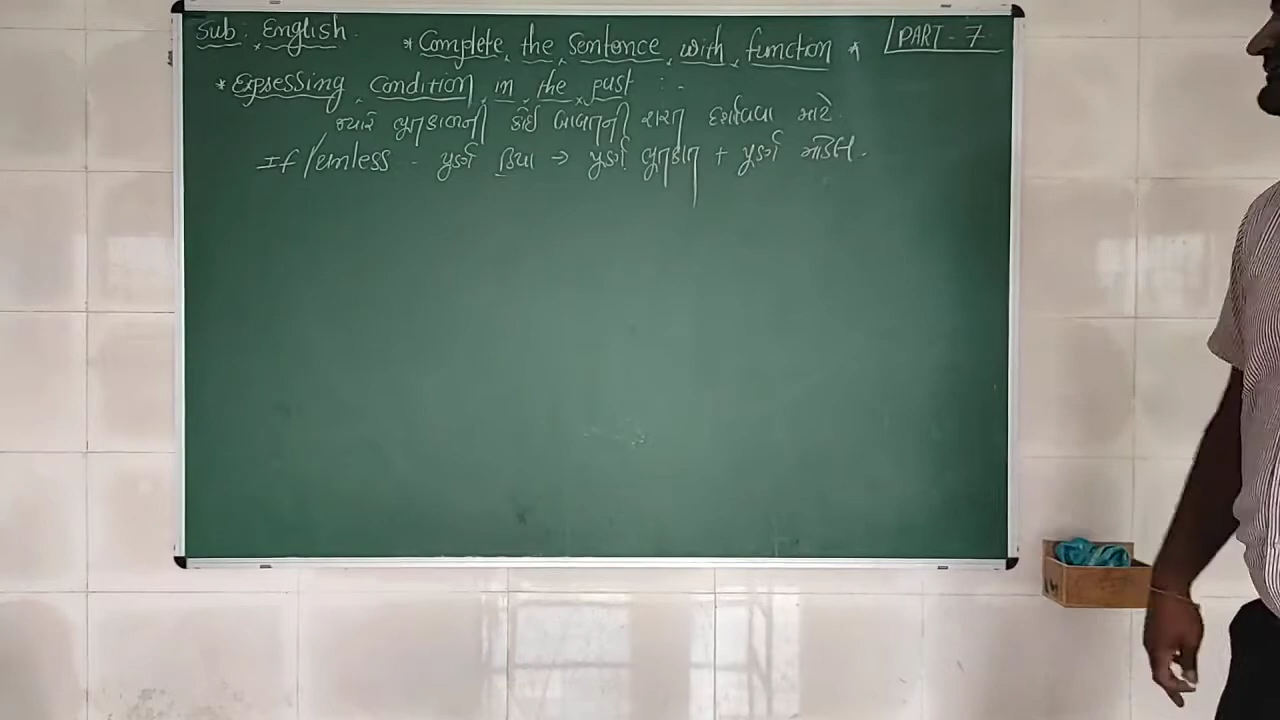 Sub : English.
* Complete the Sentence with function *
PART - 7
* Expsessing condition in the past :-
જ્યારે ભુતકાળની કોઈ બાબતની શરત દર્શાવવા માટે.
If / unless - પુર્ણ ક્રિયા → પુર્ણ ભુતકાળ + પુર્ણ મોડલ.